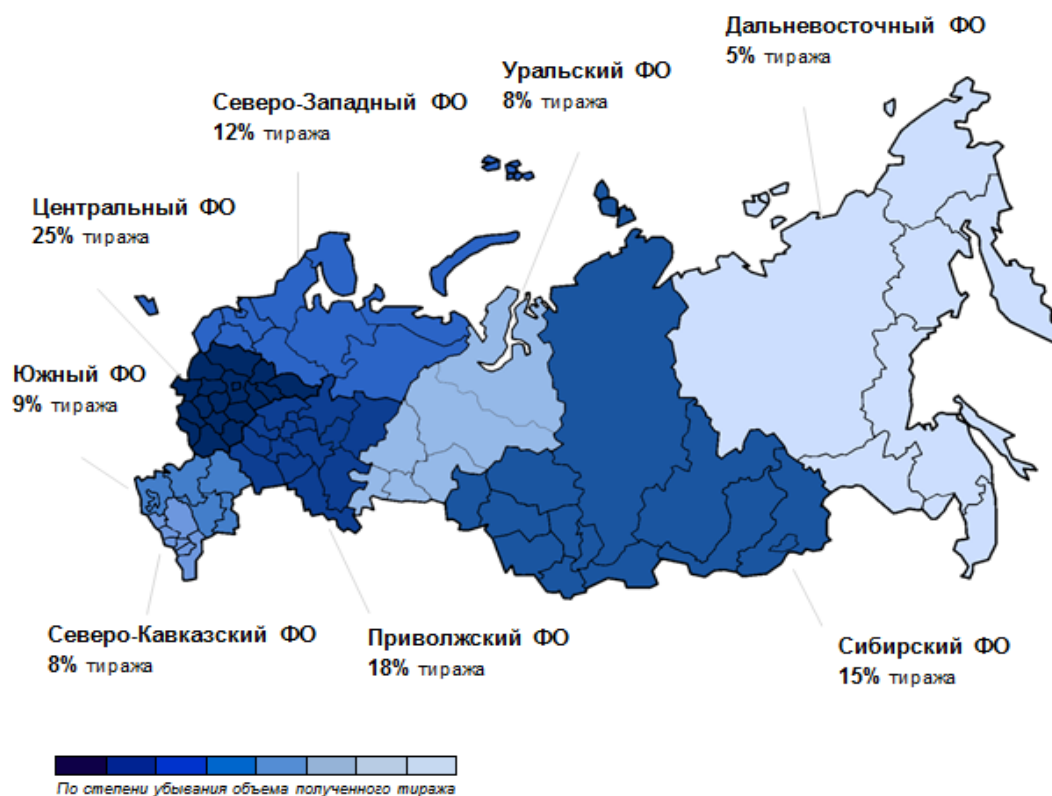 Дальневосточный ФО
5% тиража
Уральский ФО
8% тиража
Северо-Западный ФО
12% тиража
Центральный ФО
25% тиража
Южный ФО
9% тиража
Северо-Кавказский ФО
8% тиража
Приволжский ФО
18% тиража
Сибирский ФО
15% тиража
По степени убывания объема полученного тиража